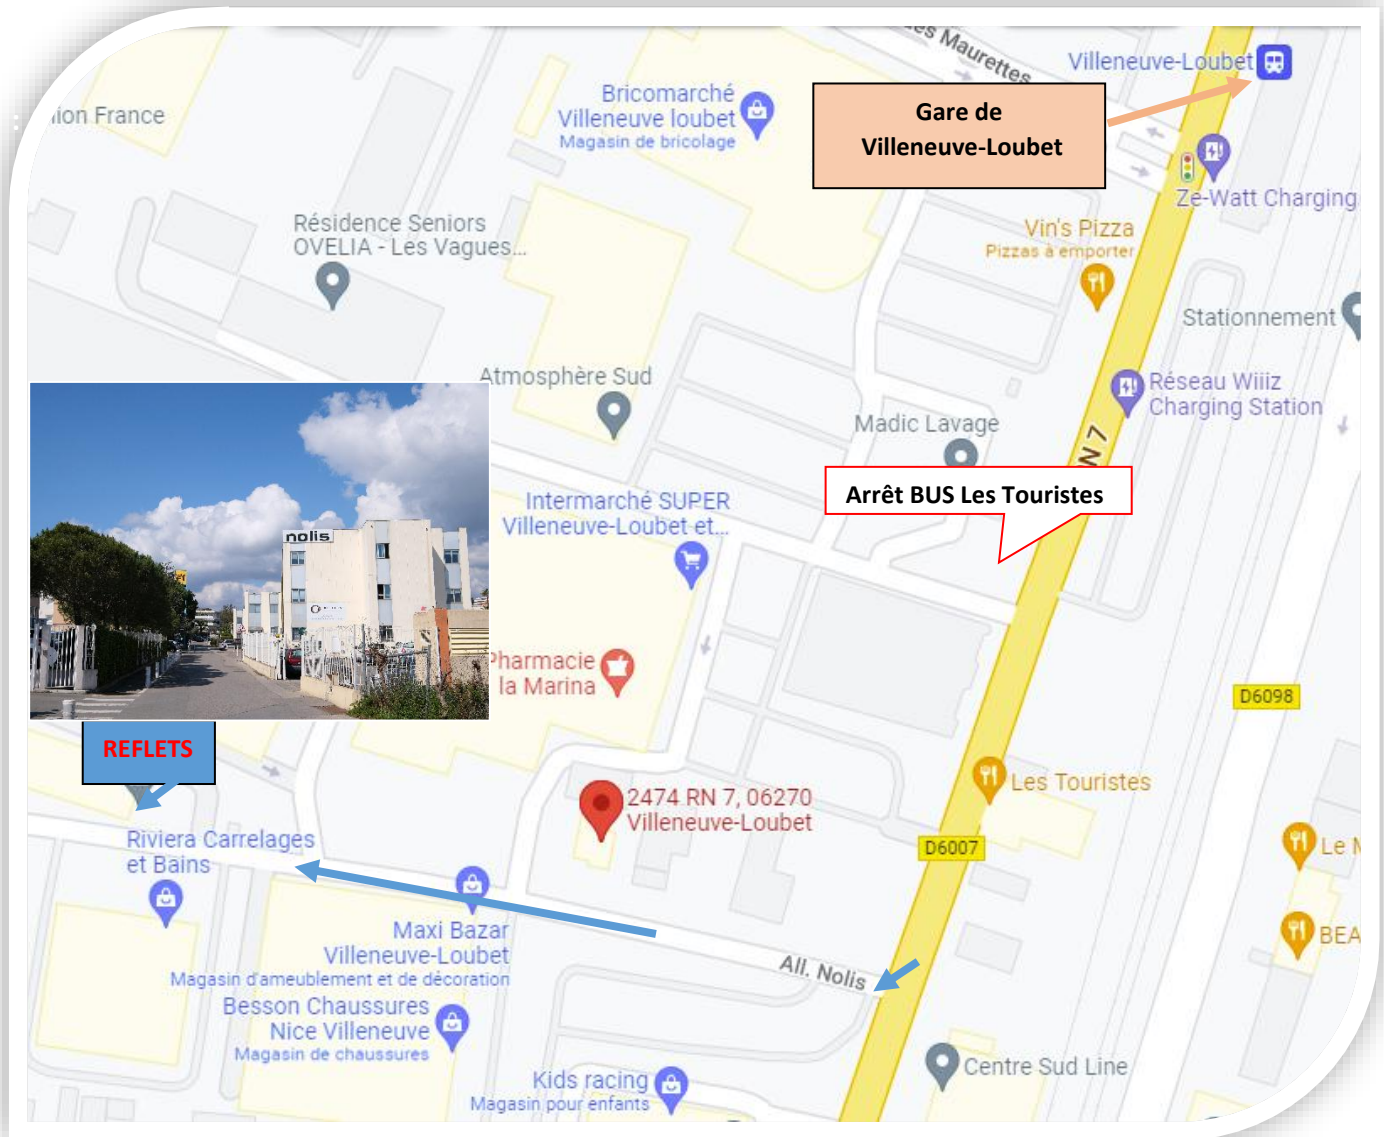 es Maurettes
Villeneuve-Loubet
Bricomarché
Villeneuve loubet
Magasin de bricolage
Gare de
Villeneuve-Loubet
ion France
Ze-Watt Charging
Résidence Seniors
OVELIA - Les Vagues...
Vin's Pizza
Pizzas à emporter
Stationnement
Atmosphère Sud
Réseau Wiiiz
Charging Station
Madic Lavage
N 7
Arrêt BUS Les Touristes
Intermarché SUPER
Villeneuve-Loubet et...
nolis
Pharmacie
la Marina
D6098
REFLETS
Les Touristes
2474 RN 7, 06270
Villeneuve-Loubet
Riviera Carrelages
et Bains
D6007
Le
Maxi Bazar
Villeneuve-Loubet
Magasin d'ameublement et de décoration
BEA
All. Nolis
Besson Chaussures
Nice Villeneuve
Magasin de chaussures
Centre Sud Line
Kids racing
Magasin pour enfants